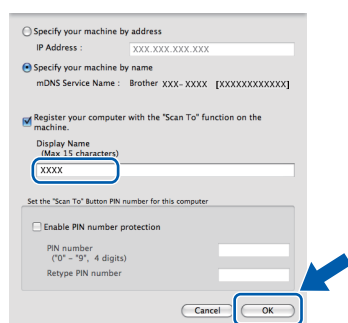 Specify your machine by address
IP Address : XXX.XXX.XXX.XXX
Specify your machine by name
mDNS Service Name : Brother XXX- XXXX [XXXXXXXXXXXX]
Register your computer with the "Scan To" function on the
machine.
Display Name
(Max 15 characters)
XXXX
Set the "Scan To" Button PIN number for this computer
Enable PIN number protection
PIN number
("0" - "9", 4 digits)
Retype PIN number
Cancel OK